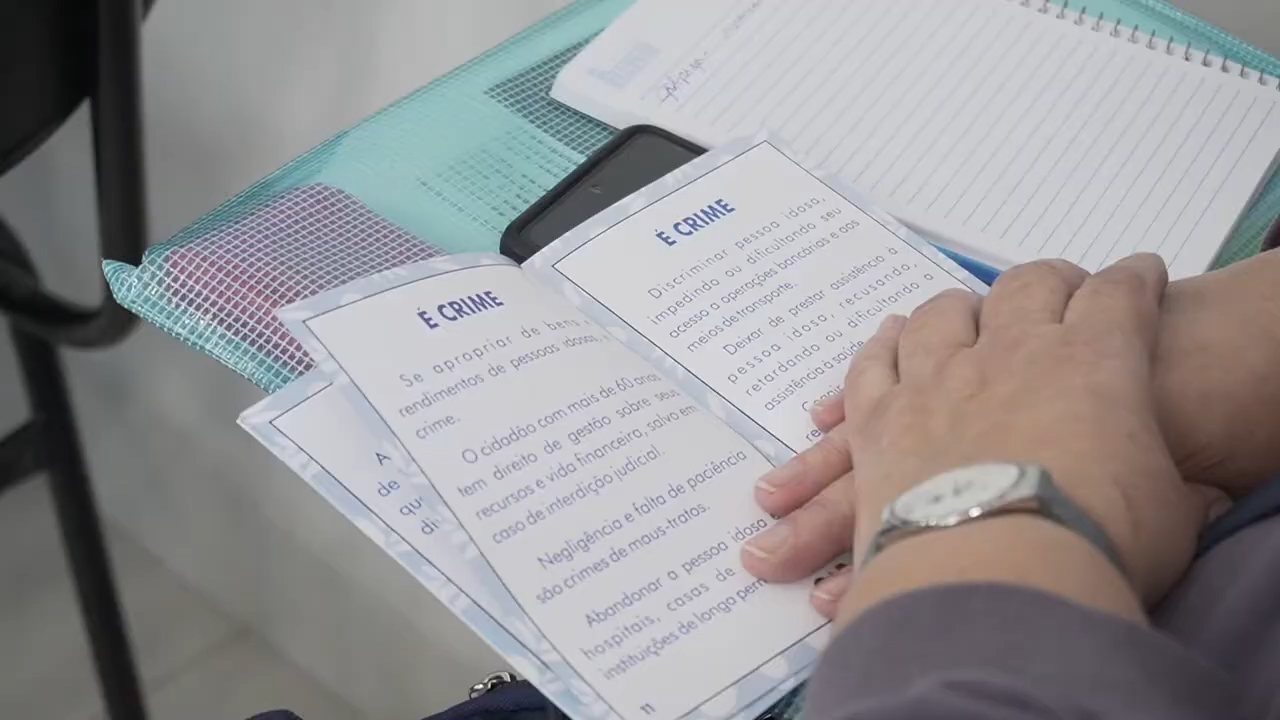 É CRIME
Se apropriar de bens,
rendimentos de pessoas idosas,
crime.
O cidadão com mais de 60 anos
tem direito de gestão sobre seus
recursos e vida financeira, salvo em
caso de interdição judicial.
Negligência e falta de paciência
são crimes de maus-tratos.
Abandonar a pessoa idosa
hospitais, casas de
instituições de longa perm
11
É CRIME
Discriminar pessoa idosa,
impedindo ou dificultando seu
acesso a operações bancárias e aos
meios de transporte.
Deixar de prestar assistência à
pessoa idosa, recusando,
retardando ou dificultando a
assistência à saúde
A
de
qu
di